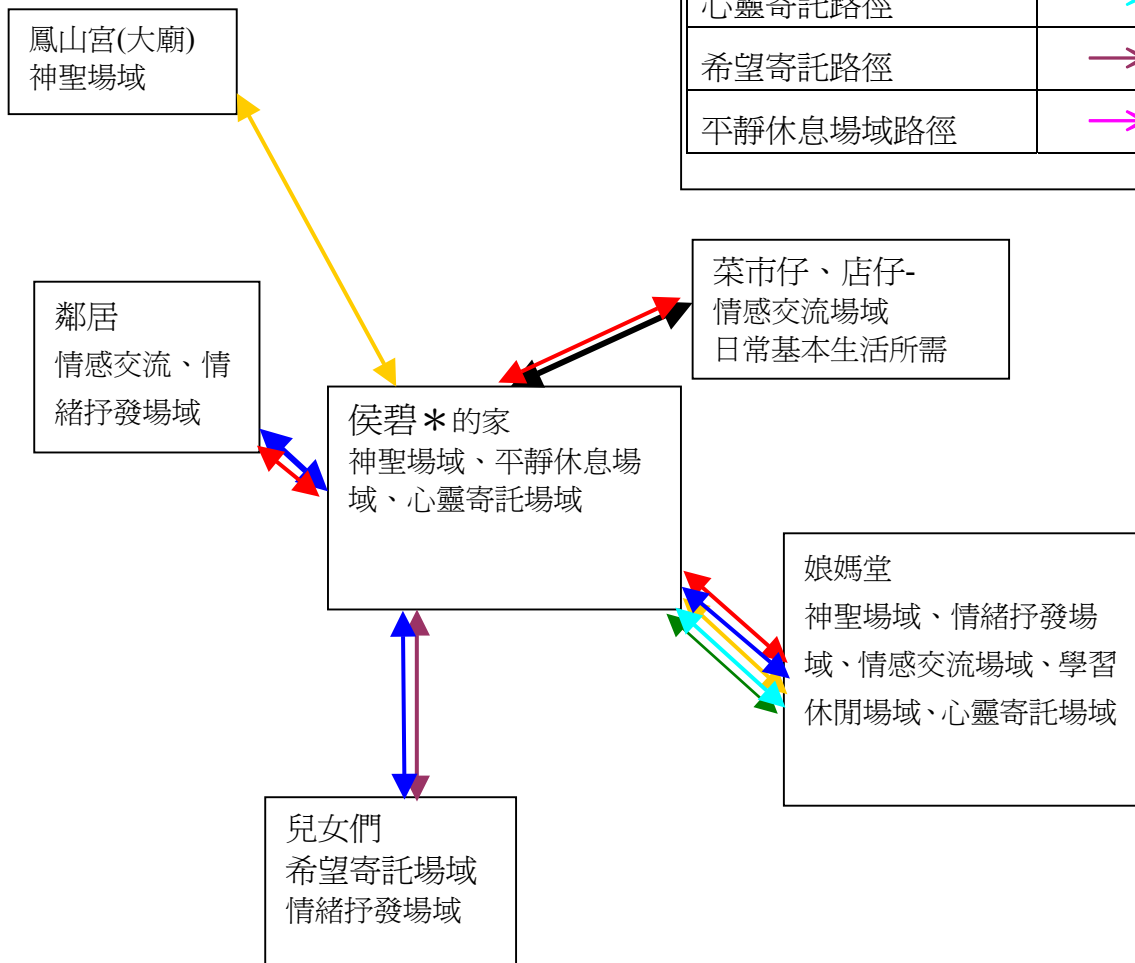 鳳山宮(大廟)
神聖場域
心靈寄託路徑
希望寄託路徑
平靜休息場域路徑
鄰居
情感交流、情
緒抒發場域
菜市仔、店仔-
情感交流場域
日常基本生活所需
侯碧＊的家
神聖場域、平靜休息場
域、心靈寄託場域
娘媽堂
神聖場域、情緒抒發場
域、情感交流場域、學習
休閒場域、心靈寄託場域
兒女們
希望寄託場域
情緒抒發場域